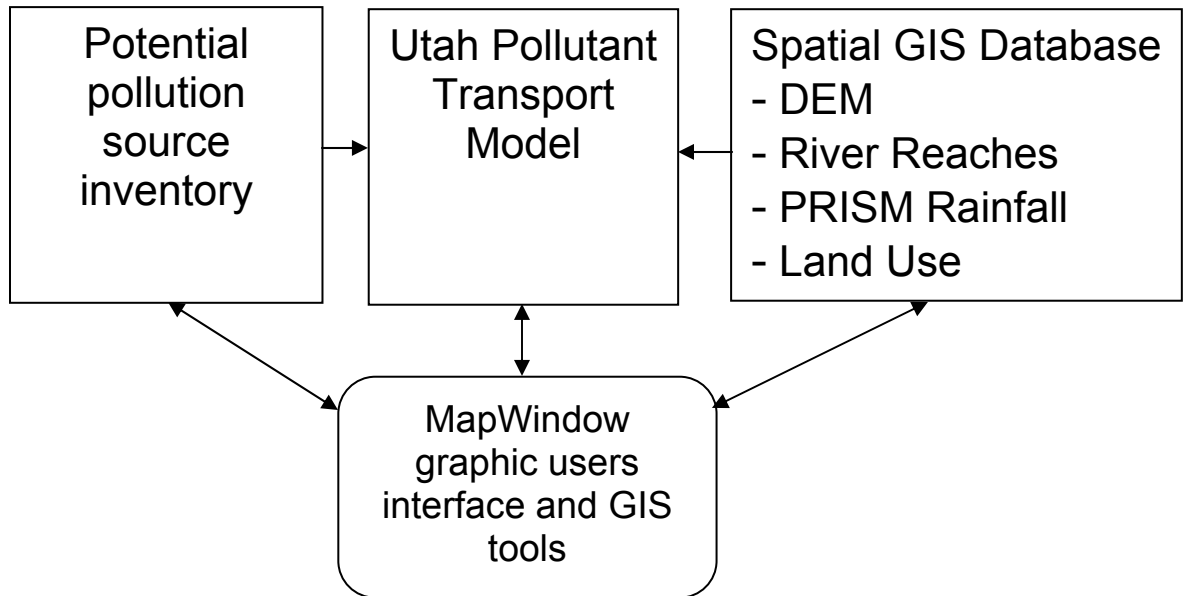 Potential
pollution
source
inventory
Utah Pollutant
Transport
Model
Spatial GIS Database
- DEM
- River Reaches
- PRISM Rainfall
- Land Use
MapWindow
graphic users
interface and GIS
tools